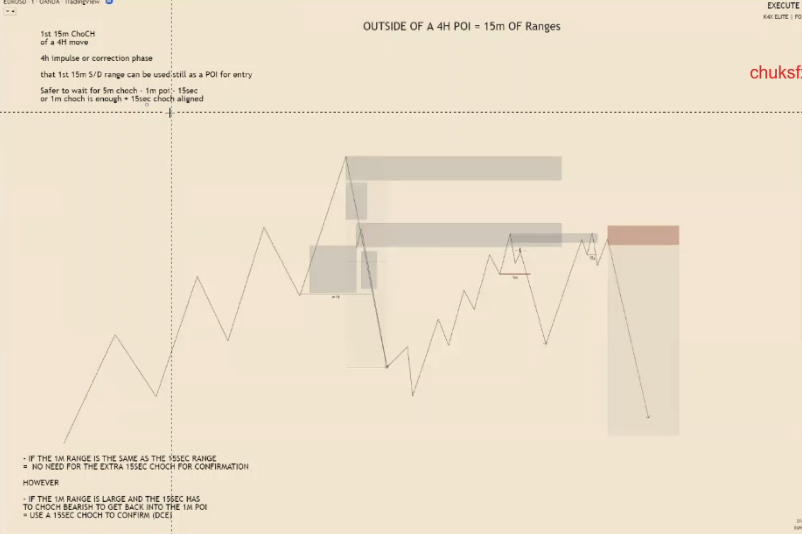 EURUSD · 1 · OANDA · TradingView
EXECUTE
OUTSIDE OF A 4H POI = 15m OF Ranges
K4X ELITE | FO
1st 15m ChoCH
of a 4H move
4h impulse or correction phase
that 1st 15m S/D range can be used still as a POI for entry
chuksfx
Safer to wait for 5m choch - 1m poi - 15sec
or 1m choch is enough + 15sec choch aligned
- IF THE 1M RANGE IS THE SAME AS THE 15SEC RANGE
= NO NEED FOR THE EXTRA 15SEC CHOCH FOR CONFIRMATION
HOWEVER
- IF THE 1M RANGE IS LARGE AND THE 15SEC HAS
TO CHOCH BEARISH TO GET BACK INTO THE 1M POI
= USE A 15SEC CHOCH TO CONFIRM (DCE)